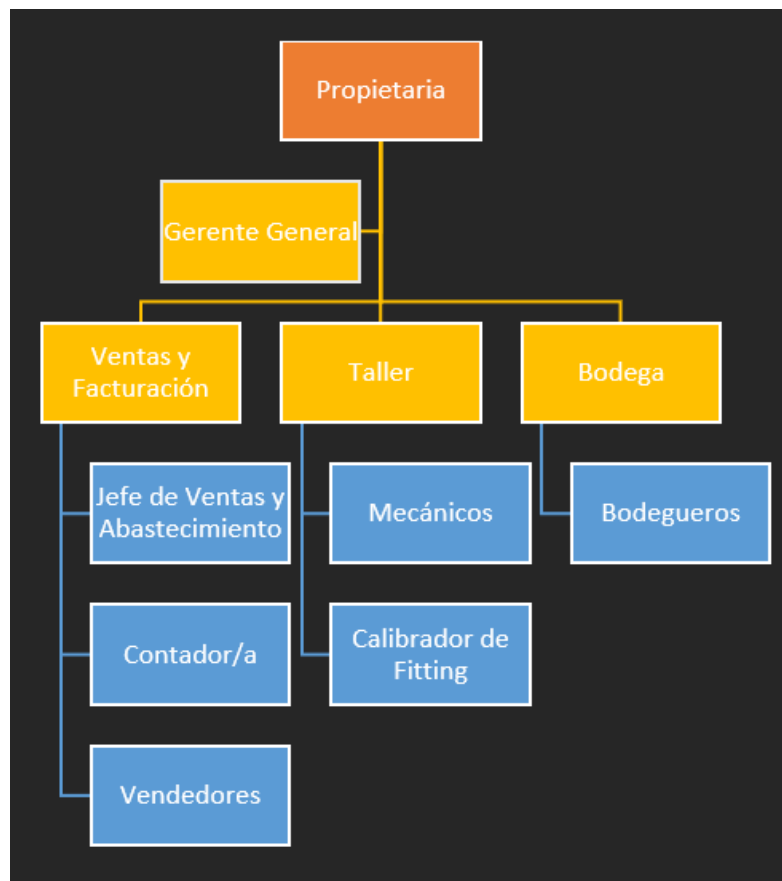 Propietaria
Gerente General
Ventas y
Facturación
Taller
Bodega
Jefe de Ventas y
Abastecimiento
Mecánicos
Bodegueros
Contador/a
Calibrador de
Fitting
Vendedores